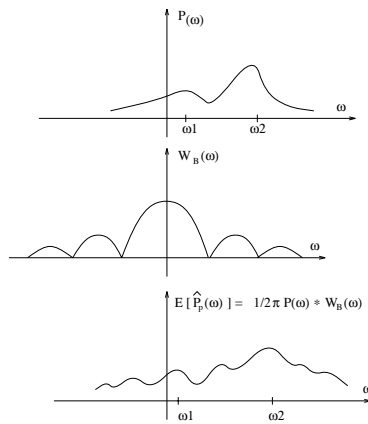 P(ω)
ω
ω1 ω2
W_B(ω)
ω
E [ P̂_p(ω) ] = 1/2π P(ω) * W_B(ω)
ω
ω1 ω2